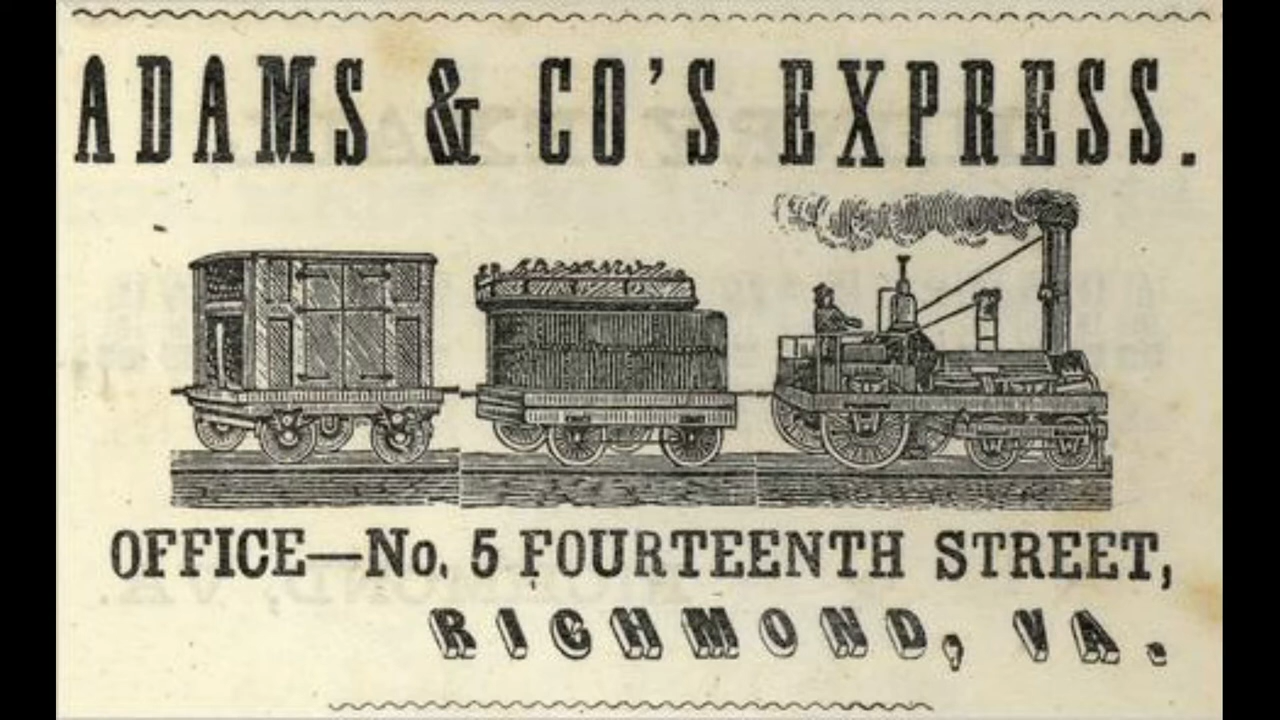 ADAMS & CO'S EXPRESS.
OFFICE—No. 5 FOURTEENTH STREET,
RICHMOND, VA.